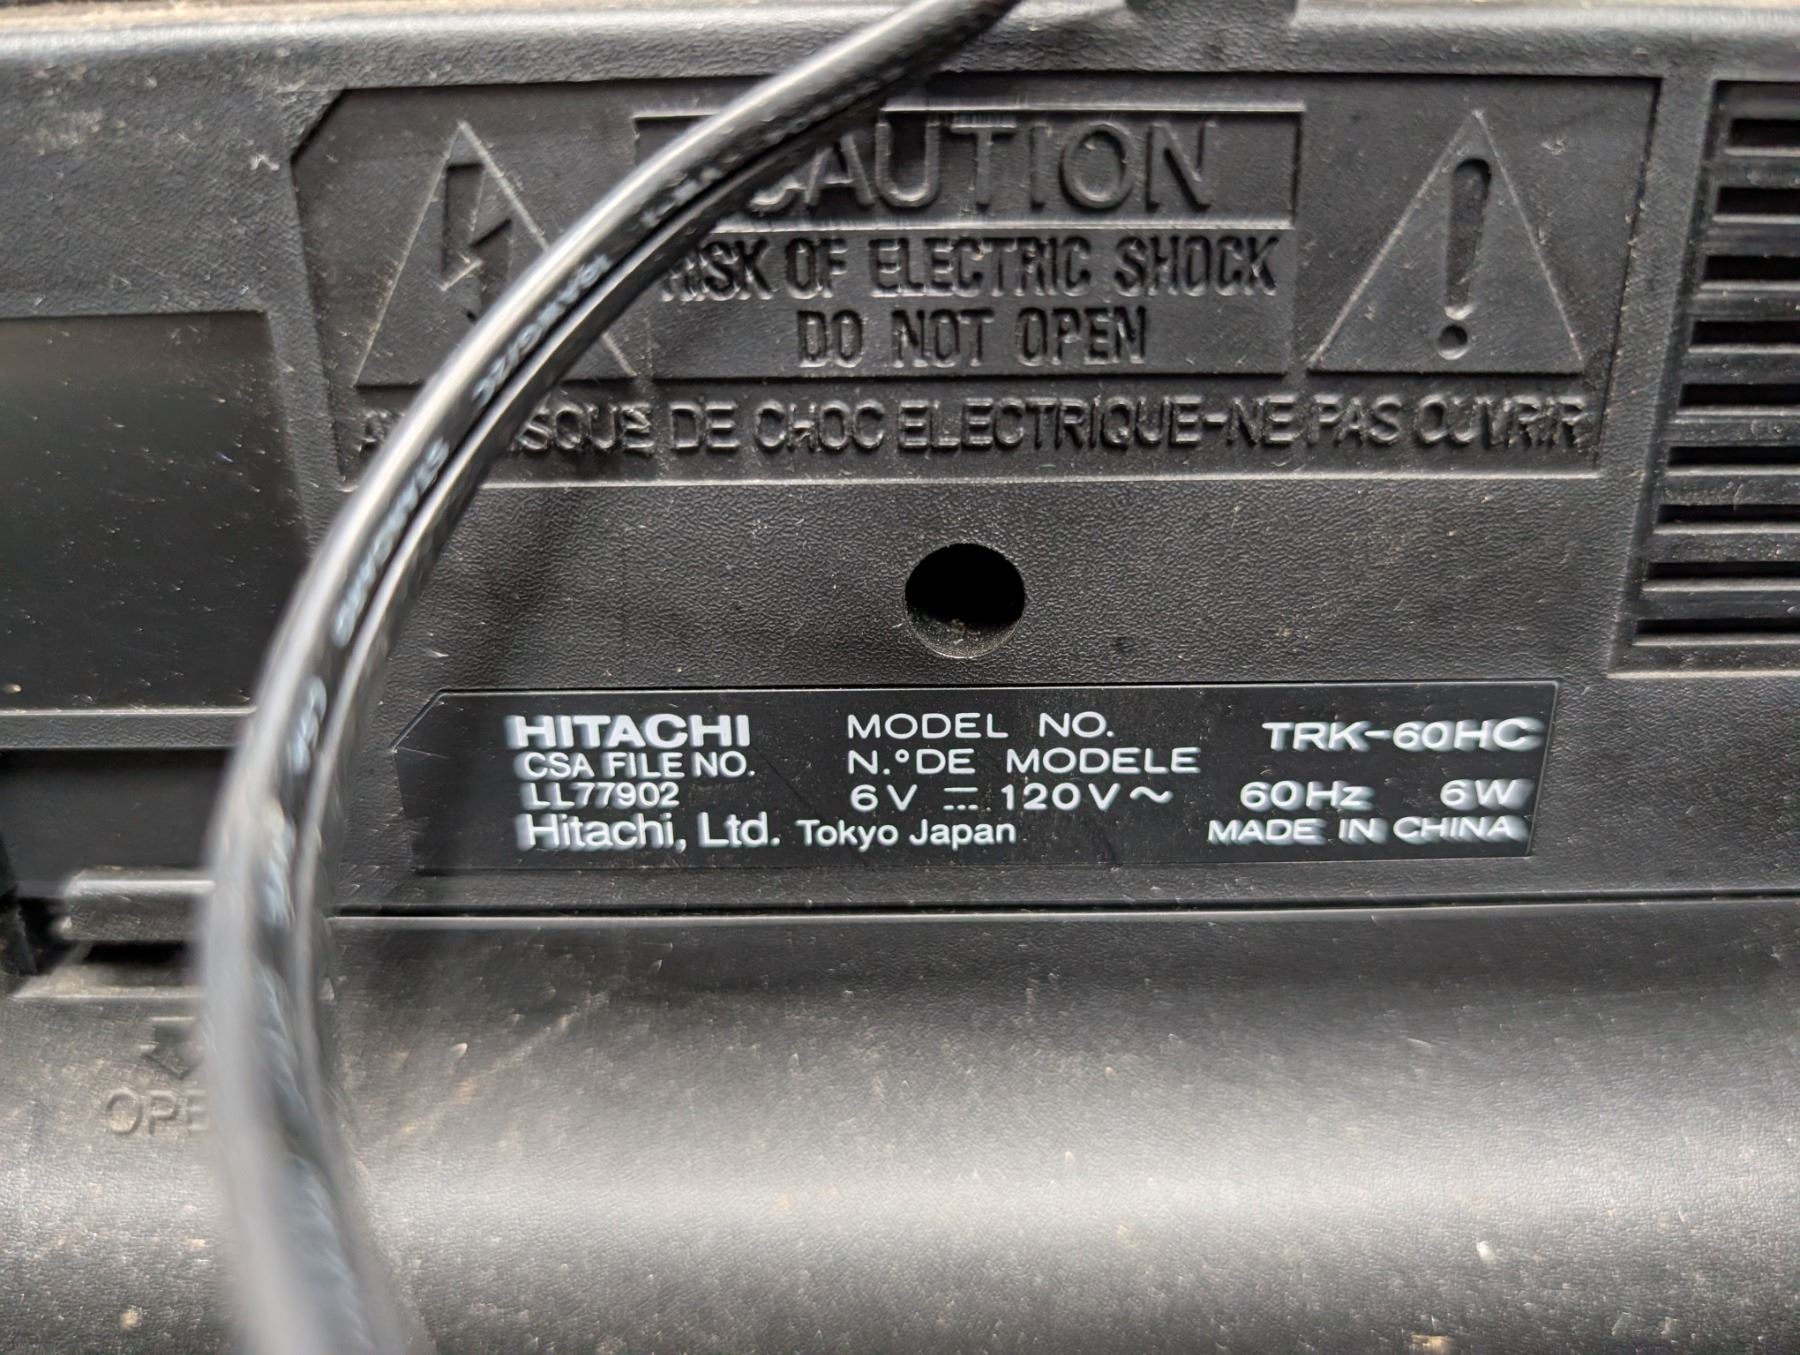 CAUTION
RISK OF ELECTRIC SHOCK
DO NOT OPEN
DE CHOC ELECTRIQUE-NE PAS OUVRIR
HITACHI MODEL NO. TRK-60HC
CSA FILE NO. N.° DE MODELE
LL77902 6V ⎓ 120V~ 60Hz 6W
Hitachi, Ltd. Tokyo Japan MADE IN CHINA